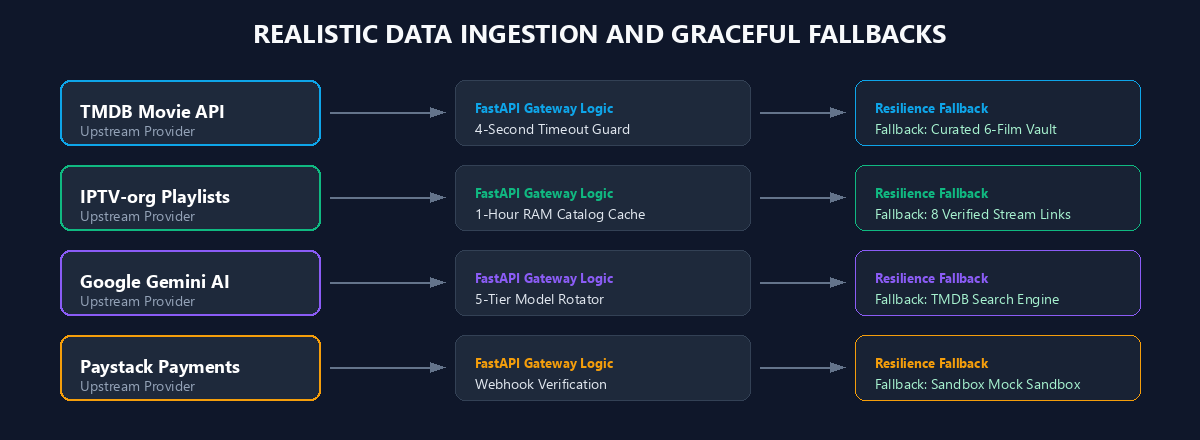 REALISTIC DATA INGESTION AND GRACEFUL FALLBACKS
TMDB Movie API
Upstream Provider
FastAPI Gateway Logic
4-Second Timeout Guard
Resilience Fallback
Fallback: Curated 6-Film Vault
IPTV-org Playlists
Upstream Provider
FastAPI Gateway Logic
1-Hour RAM Catalog Cache
Resilience Fallback
Fallback: 8 Verified Stream Links
Google Gemini AI
Upstream Provider
FastAPI Gateway Logic
5-Tier Model Rotator
Resilience Fallback
Fallback: TMDB Search Engine
Paystack Payments
Upstream Provider
FastAPI Gateway Logic
Webhook Verification
Resilience Fallback
Fallback: Sandbox Mock Sandbox